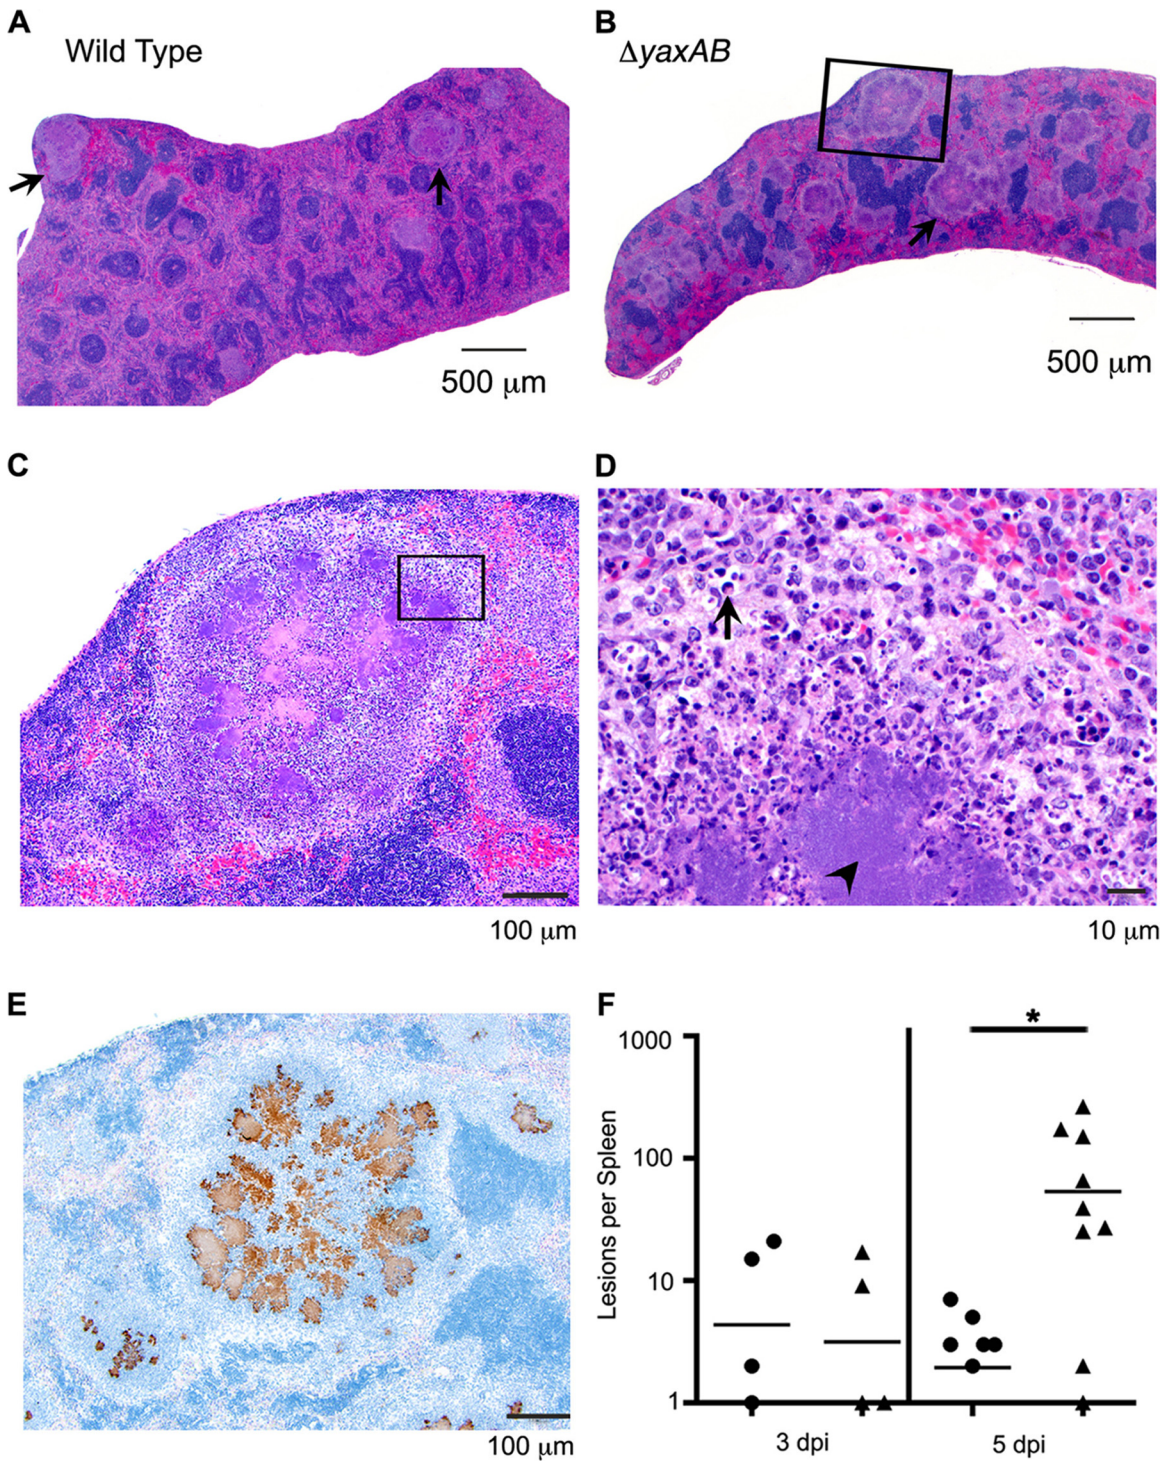 A
Wild Type
500 μm
B
ΔyaxAB
500 μm
C
100 μm
D
10 μm
E
100 μm
F
Lesions per Spleen
1000
100
10
1
*
3 dpi
5 dpi